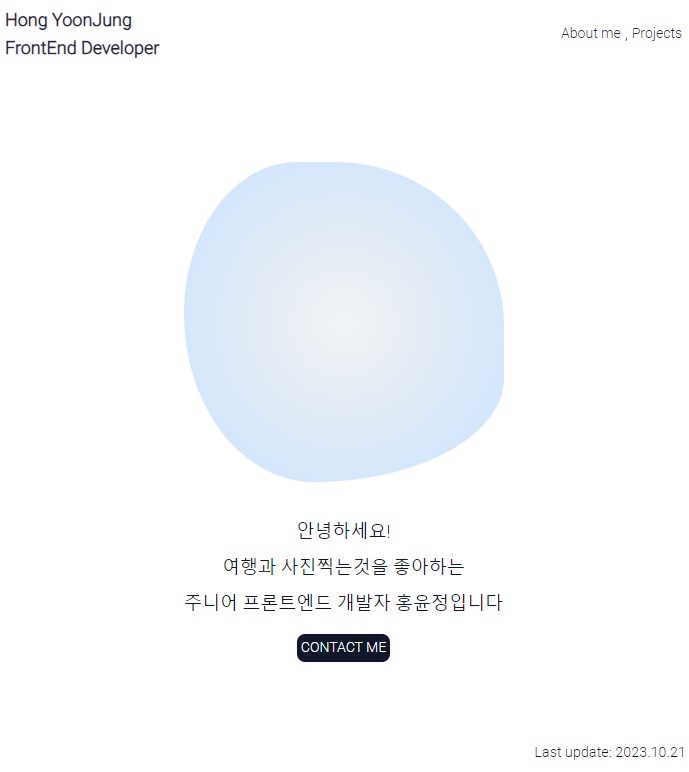 Hong YoonJung
FrontEnd Developer
About me , Projects
안녕하세요!
여행과 사진찍는것을 좋아하는
주니어 프론트엔드 개발자 홍윤정입니다
CONTACT ME
Last update: 2023.10.21